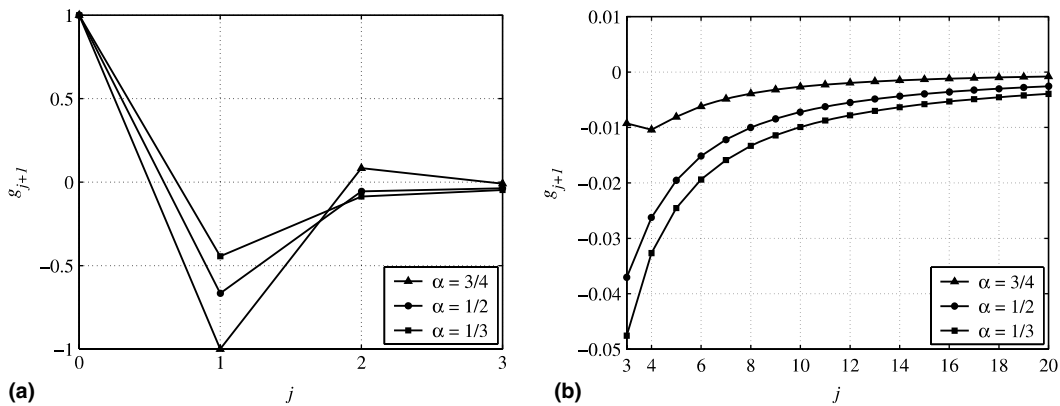 1
0.5
0
−0.5
−1
g_{j+1}
0
1
2
3
j
α = 3/4
α = 1/2
α = 1/3
(a)
0.01
0
−0.01
−0.02
−0.03
−0.04
−0.05
g_{j+1}
3 4 6 8 10 12 14 16 18 20
j
α = 3/4
α = 1/2
α = 1/3
(b)